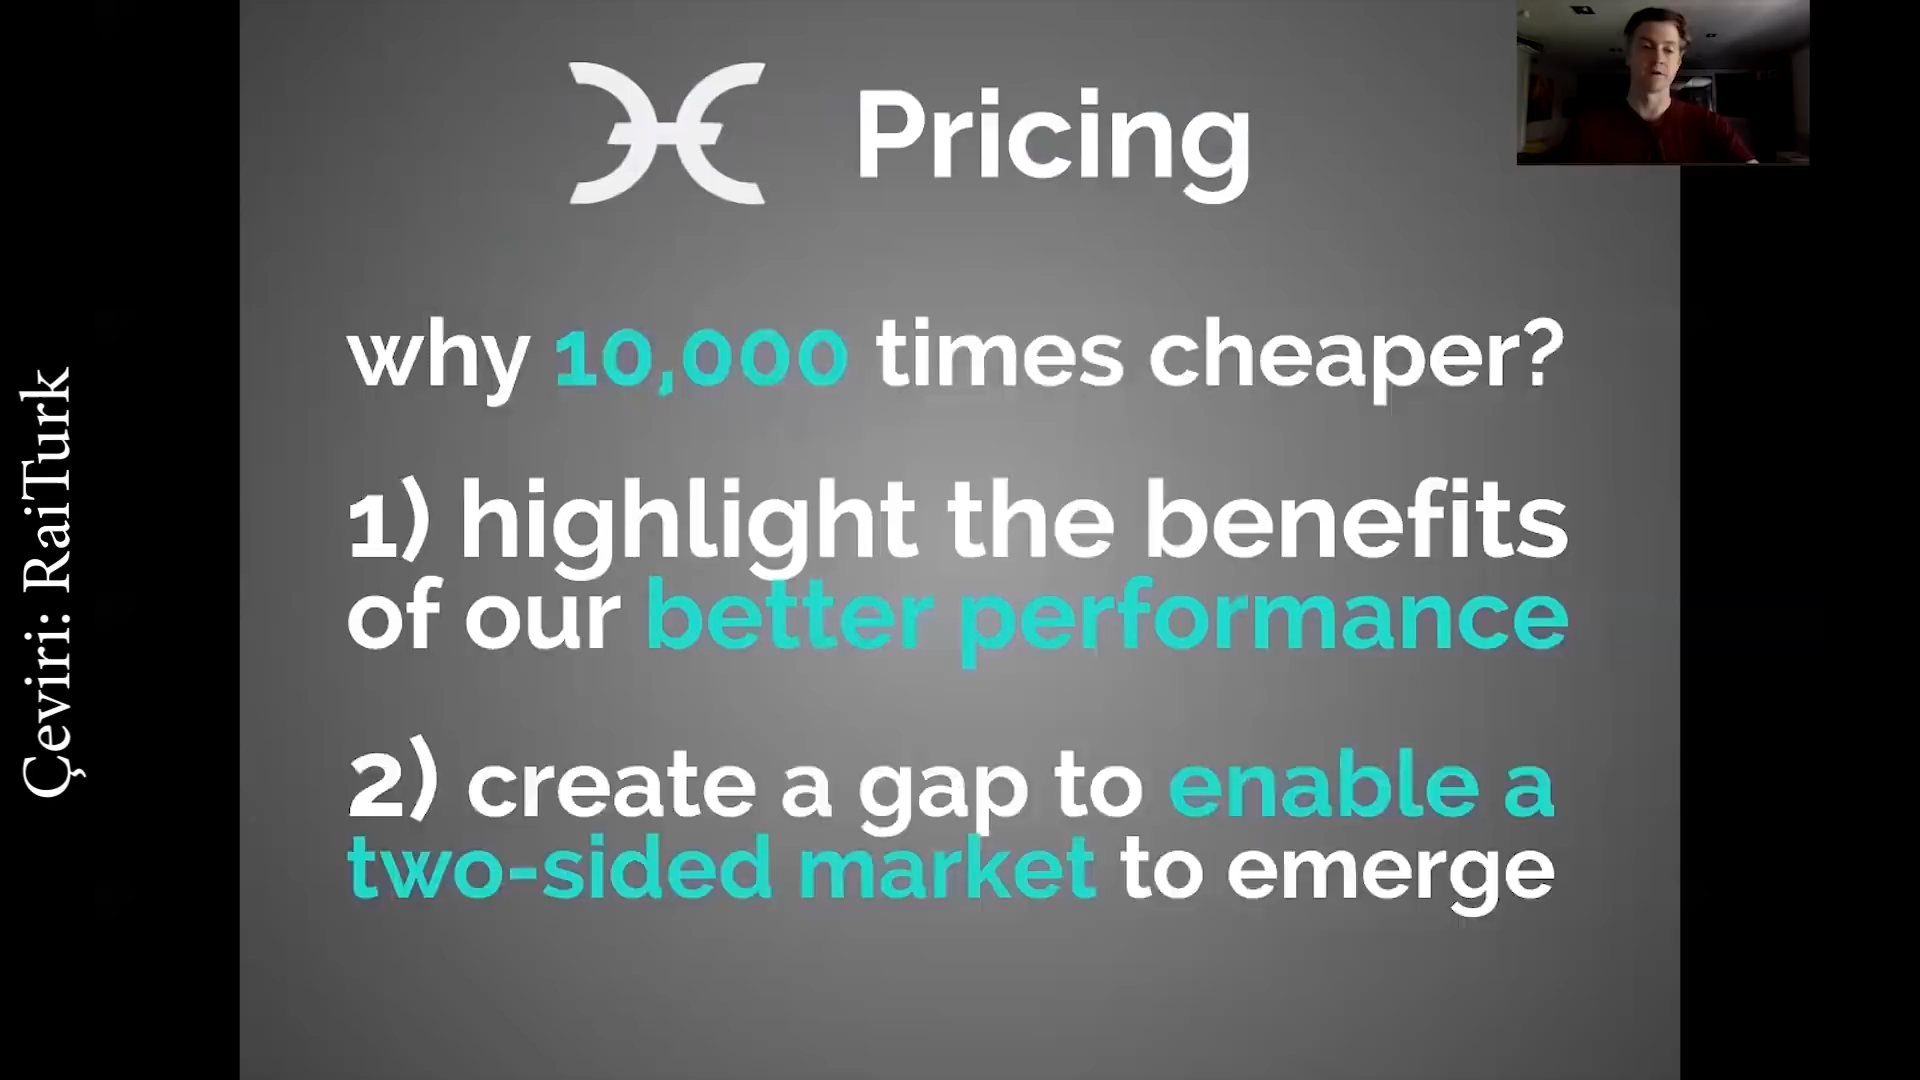 Pricing
why 10,000 times cheaper?
1) highlight the benefits
of our better performance
2) create a gap to enable a
two-sided market to emerge
Çeviri: RaiTurk